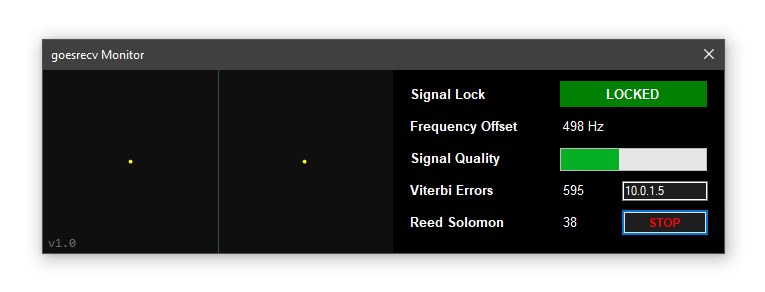 goesrecv Monitor
Signal Lock LOCKED
Frequency Offset 498 Hz
Signal Quality
Viterbi Errors 595 10.0.1.5
Reed Solomon 38 STOP
v1.0